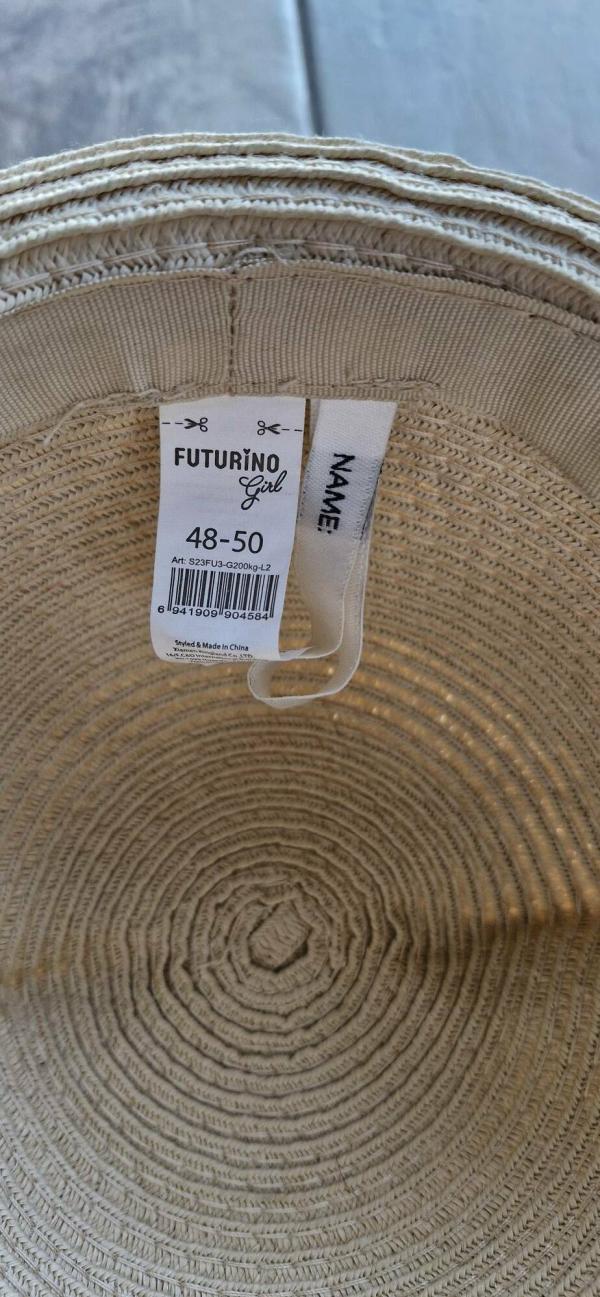 FUTURINO
Girl
48-50
Art: S23FU3-G200kg-L2
6 941909 904584
Styled & Made in China
NAME: